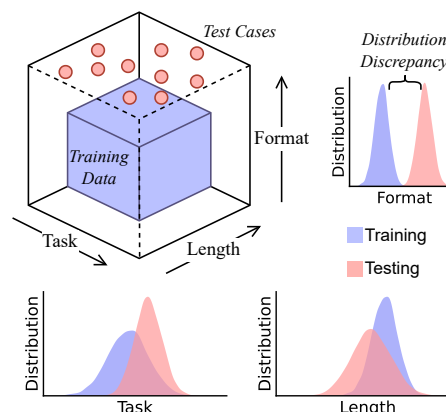 Test Cases
Training
Data
Format
Task
Length
Distribution
Discrepancy
Distribution
Format
Training
Testing
Distribution
Task
Distribution
Length